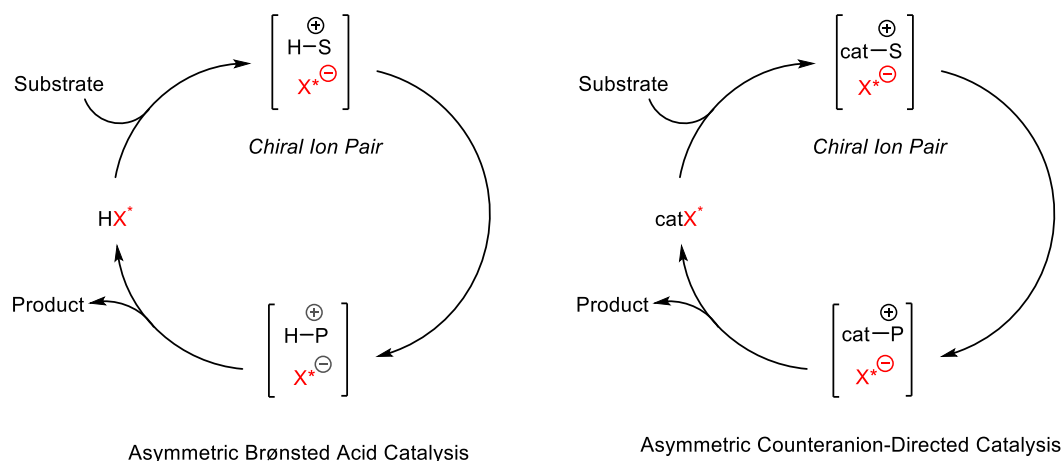 Substrate
H–S
⊕
X*⊖
Chiral Ion Pair
HX*
Product
H–P
⊕
X*⊖
Asymmetric Brønsted Acid Catalysis
Substrate
cat–S
⊕
X*⊖
Chiral Ion Pair
catX*
Product
cat–P
⊕
X*⊖
Asymmetric Counteranion-Directed Catalysis